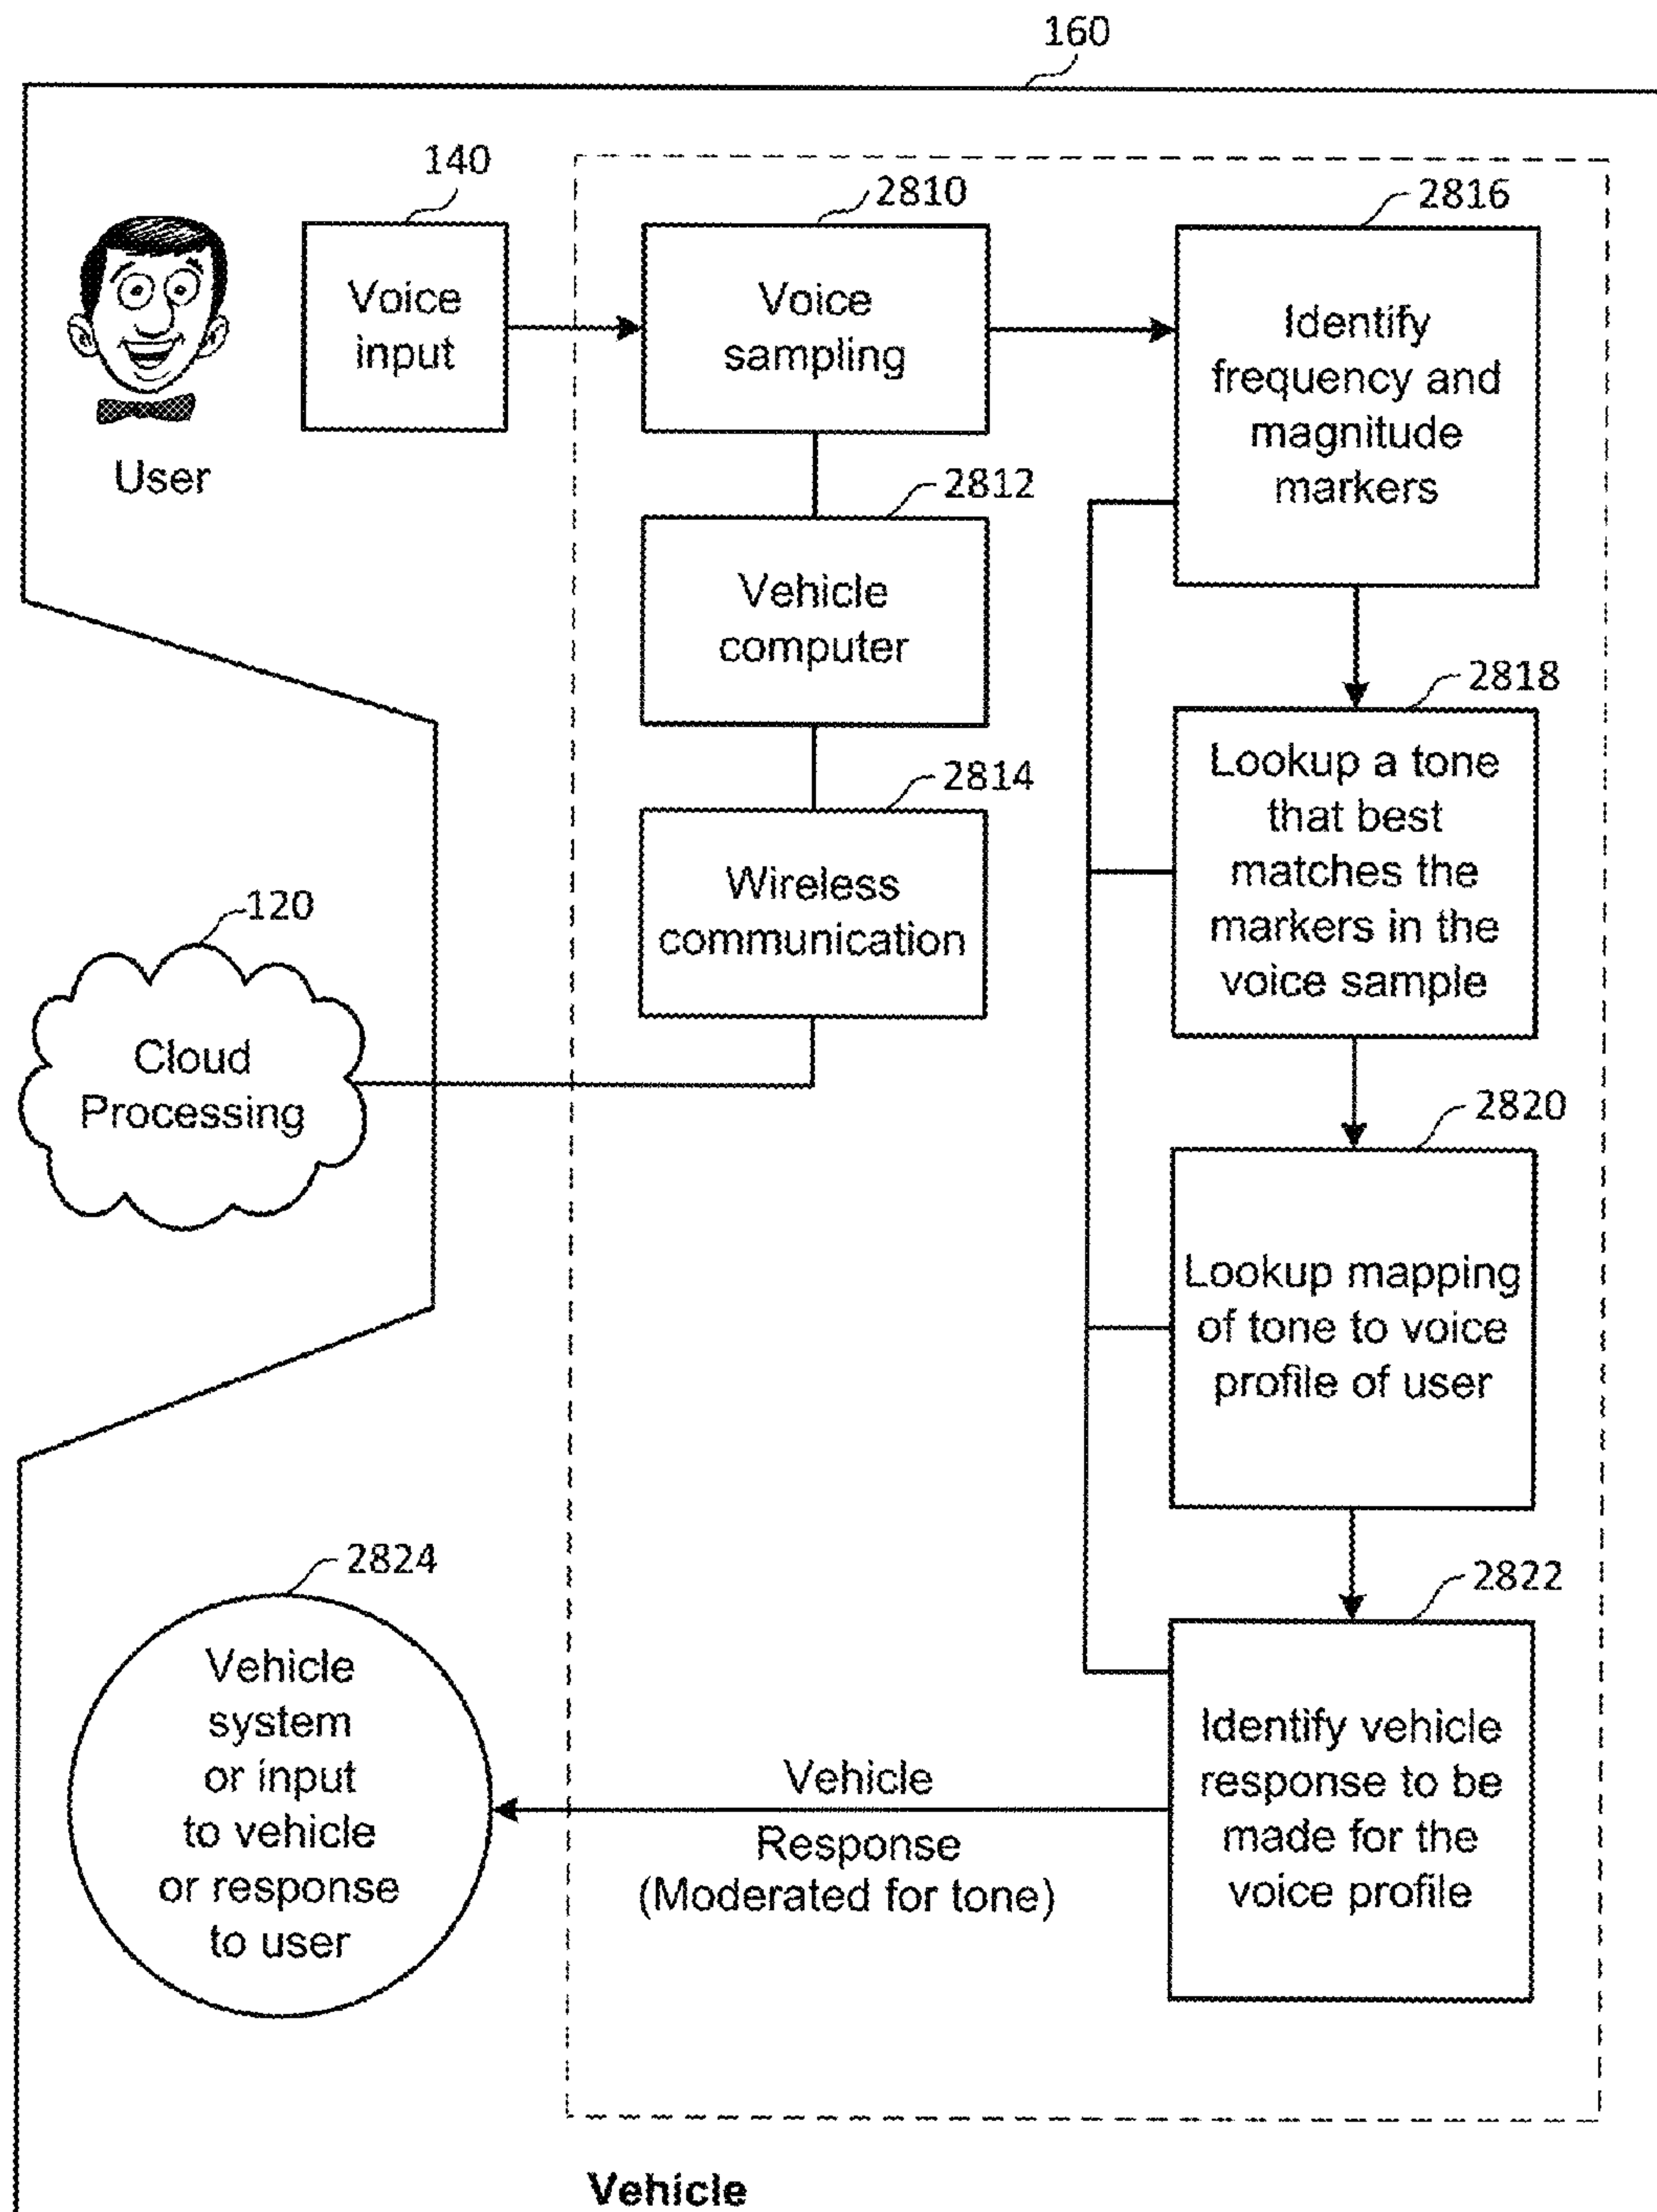 160
140
2810
2816
Voice
input
Voice
sampling
Identify
frequency and
magnitude
markers
User
2812
Vehicle
computer
2818
Lookup a tone
that best
matches the
markers in the
voice sample
2814
Wireless
communication
120
Cloud
Processing
2820
Lookup mapping
of tone to voice
profile of user
2824
2822
Vehicle
system
or input
to vehicle
or response
to user
Vehicle
Response
(Moderated for tone)
Identify vehicle
response to be
made for the
voice profile
Vehicle